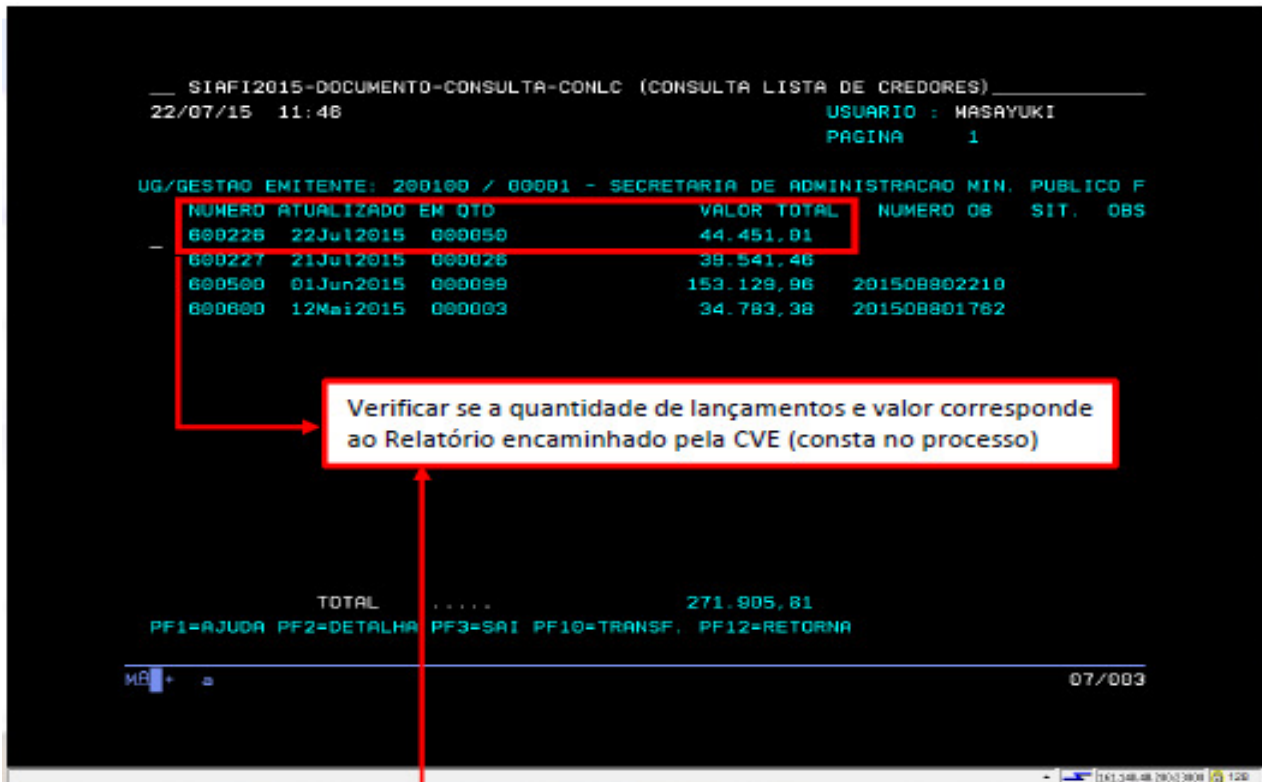 __ SIAFI2015-DOCUMENTO-CONSULTA-CONLC (CONSULTA LISTA DE CREDORES)__________
22/07/15 11:46 USUARIO : MASAYUKI
PAGINA 1
UG/GESTAO EMITENTE: 200100 / 00001 - SECRETARIA DE ADMINISTRACAO MIN. PUBLICO F
NUMERO ATUALIZADO EM QTD VALOR TOTAL NUMERO OB SIT. OBS
_ 600226 22Jul2015 000050 44.451,01
600227 21Jul2015 000026 39.541,46
600500 01Jun2015 000099 153.129,96 2015OB802210
600600 12Mai2015 000003 34.783,38 2015OB801762
Verificar se a quantidade de lançamentos e valor corresponde
ao Relatório encaminhado pela CVE (consta no processo)
TOTAL ..... 271.905,81
PF1=AJUDA PF2=DETALHA PF3=SAI PF10=TRANSF. PF12=RETORNA
MA + a 07/003